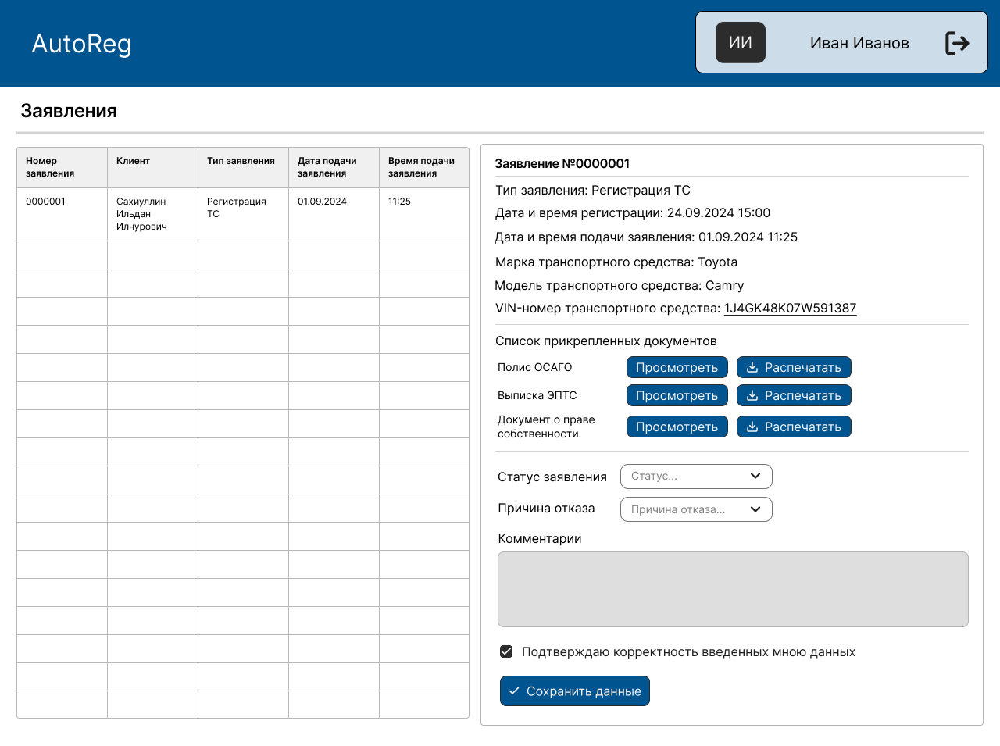 AutoReg
ИИ
Иван Иванов
Заявления
Номер заявления
Клиент
Тип заявления
Дата подачи заявления
Время подачи заявления
0000001
Сахиуллин Ильдан Илнурович
Регистрация ТС
01.09.2024
11:25
Заявление №0000001
Тип заявления: Регистрация ТС
Дата и время регистрации: 24.09.2024 15:00
Дата и время подачи заявления: 01.09.2024 11:25
Марка транспортного средства: Toyota
Модель транспортного средства: Camry
VIN-номер транспортного средства: 1J4GK48K07W591387
Список прикрепленных документов
Полис ОСАГО
Просмотреть
Распечатать
Выписка ЭПТС
Просмотреть
Распечатать
Документ о праве собственности
Просмотреть
Распечатать
Статус заявления
Статус...
Причина отказа
Причина отказа...
Комментарии
Подтверждаю корректность введенных мною данных
Сохранить данные